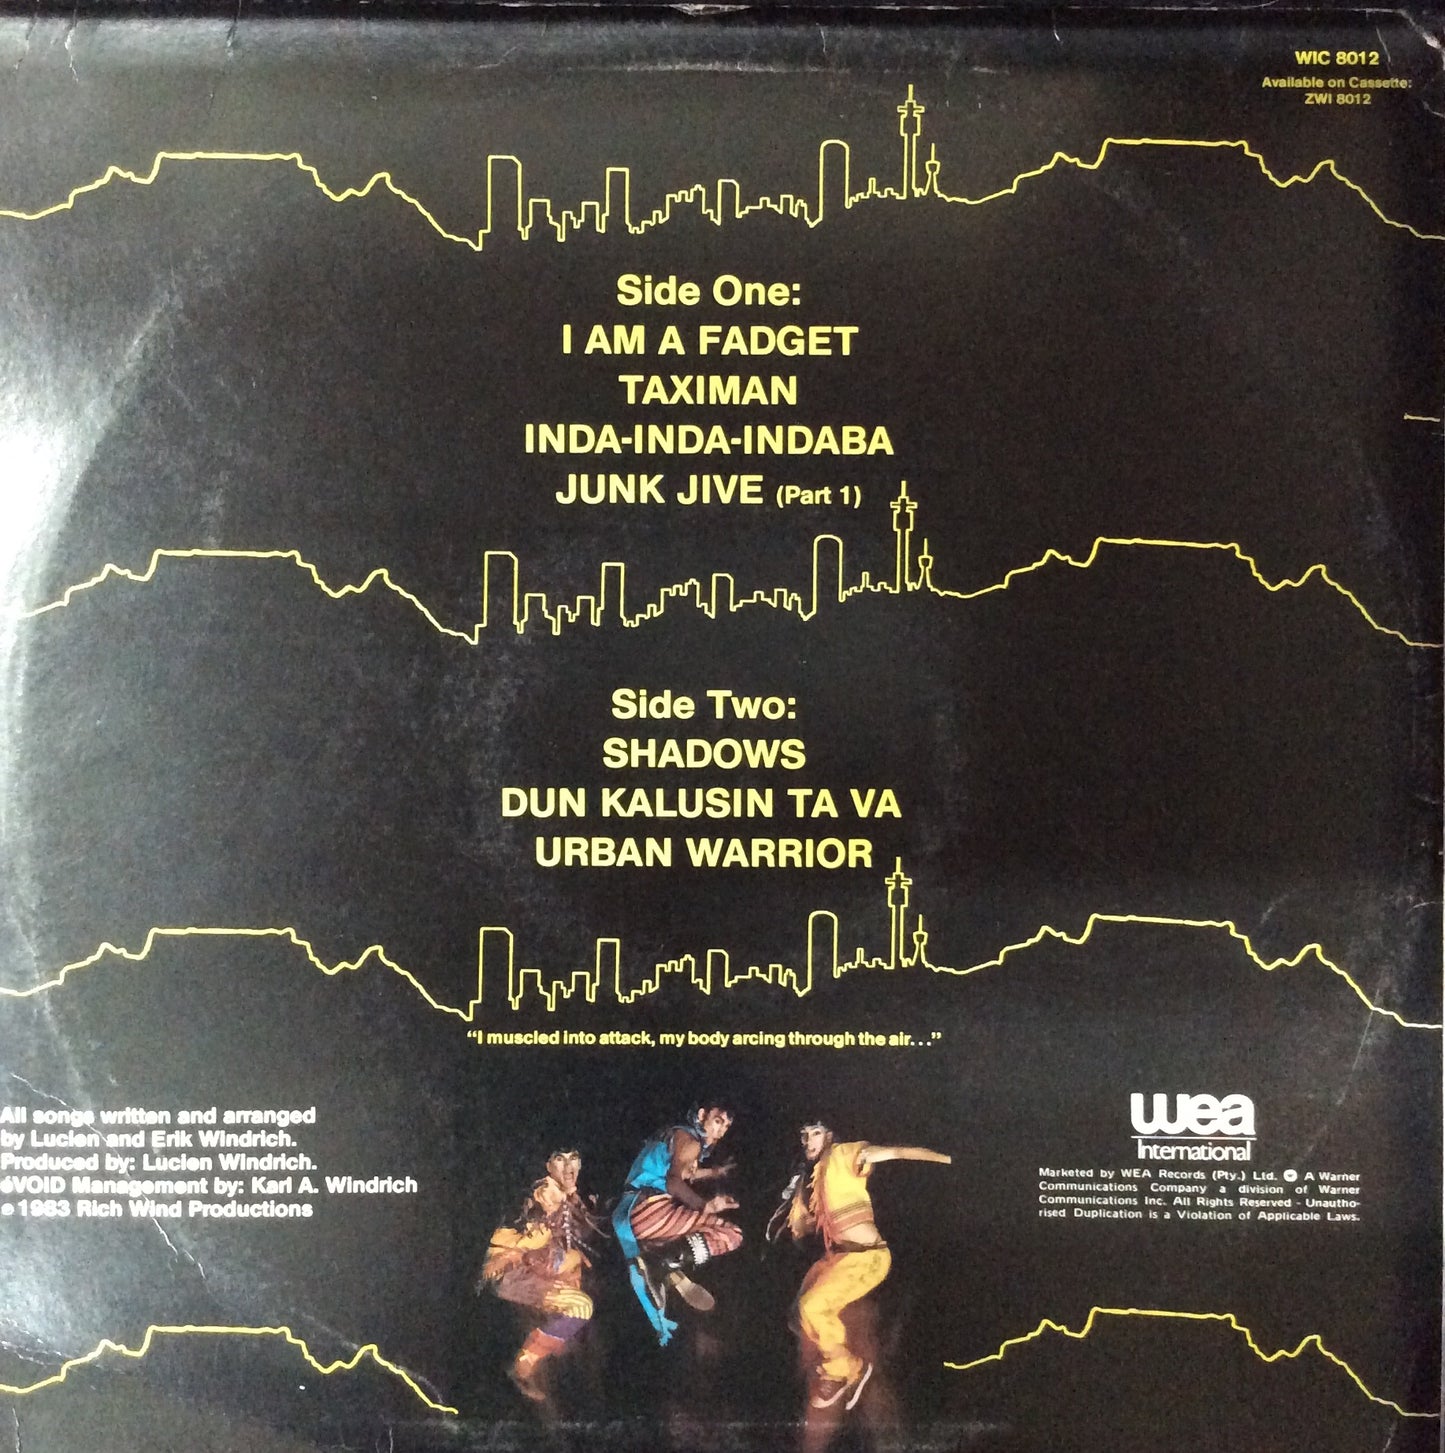 WIC 8012
Available on Cassette:
ZWI 8012
Side One:
I AM A FADGET
TAXIMAN
INDA-INDA-INDABA
JUNK JIVE (Part 1)
Side Two:
SHADOWS
DUN KALUSIN TA VA
URBAN WARRIOR
"I muscled into attack, my body arcing through the air..."
All songs written and arranged
by Lucien and Erik Windrich.
Produced by: Lucien Windrich.
éVOID Management by: Karl A. Windrich
℗ 1983 Rich Wind Productions
wea
International
Marketed by WEA Records (Pty.) Ltd. A Warner
Communications Company a division of Warner
Communications Inc. All Rights Reserved - Unautho-
rised Duplication is a Violation of Applicable Laws.